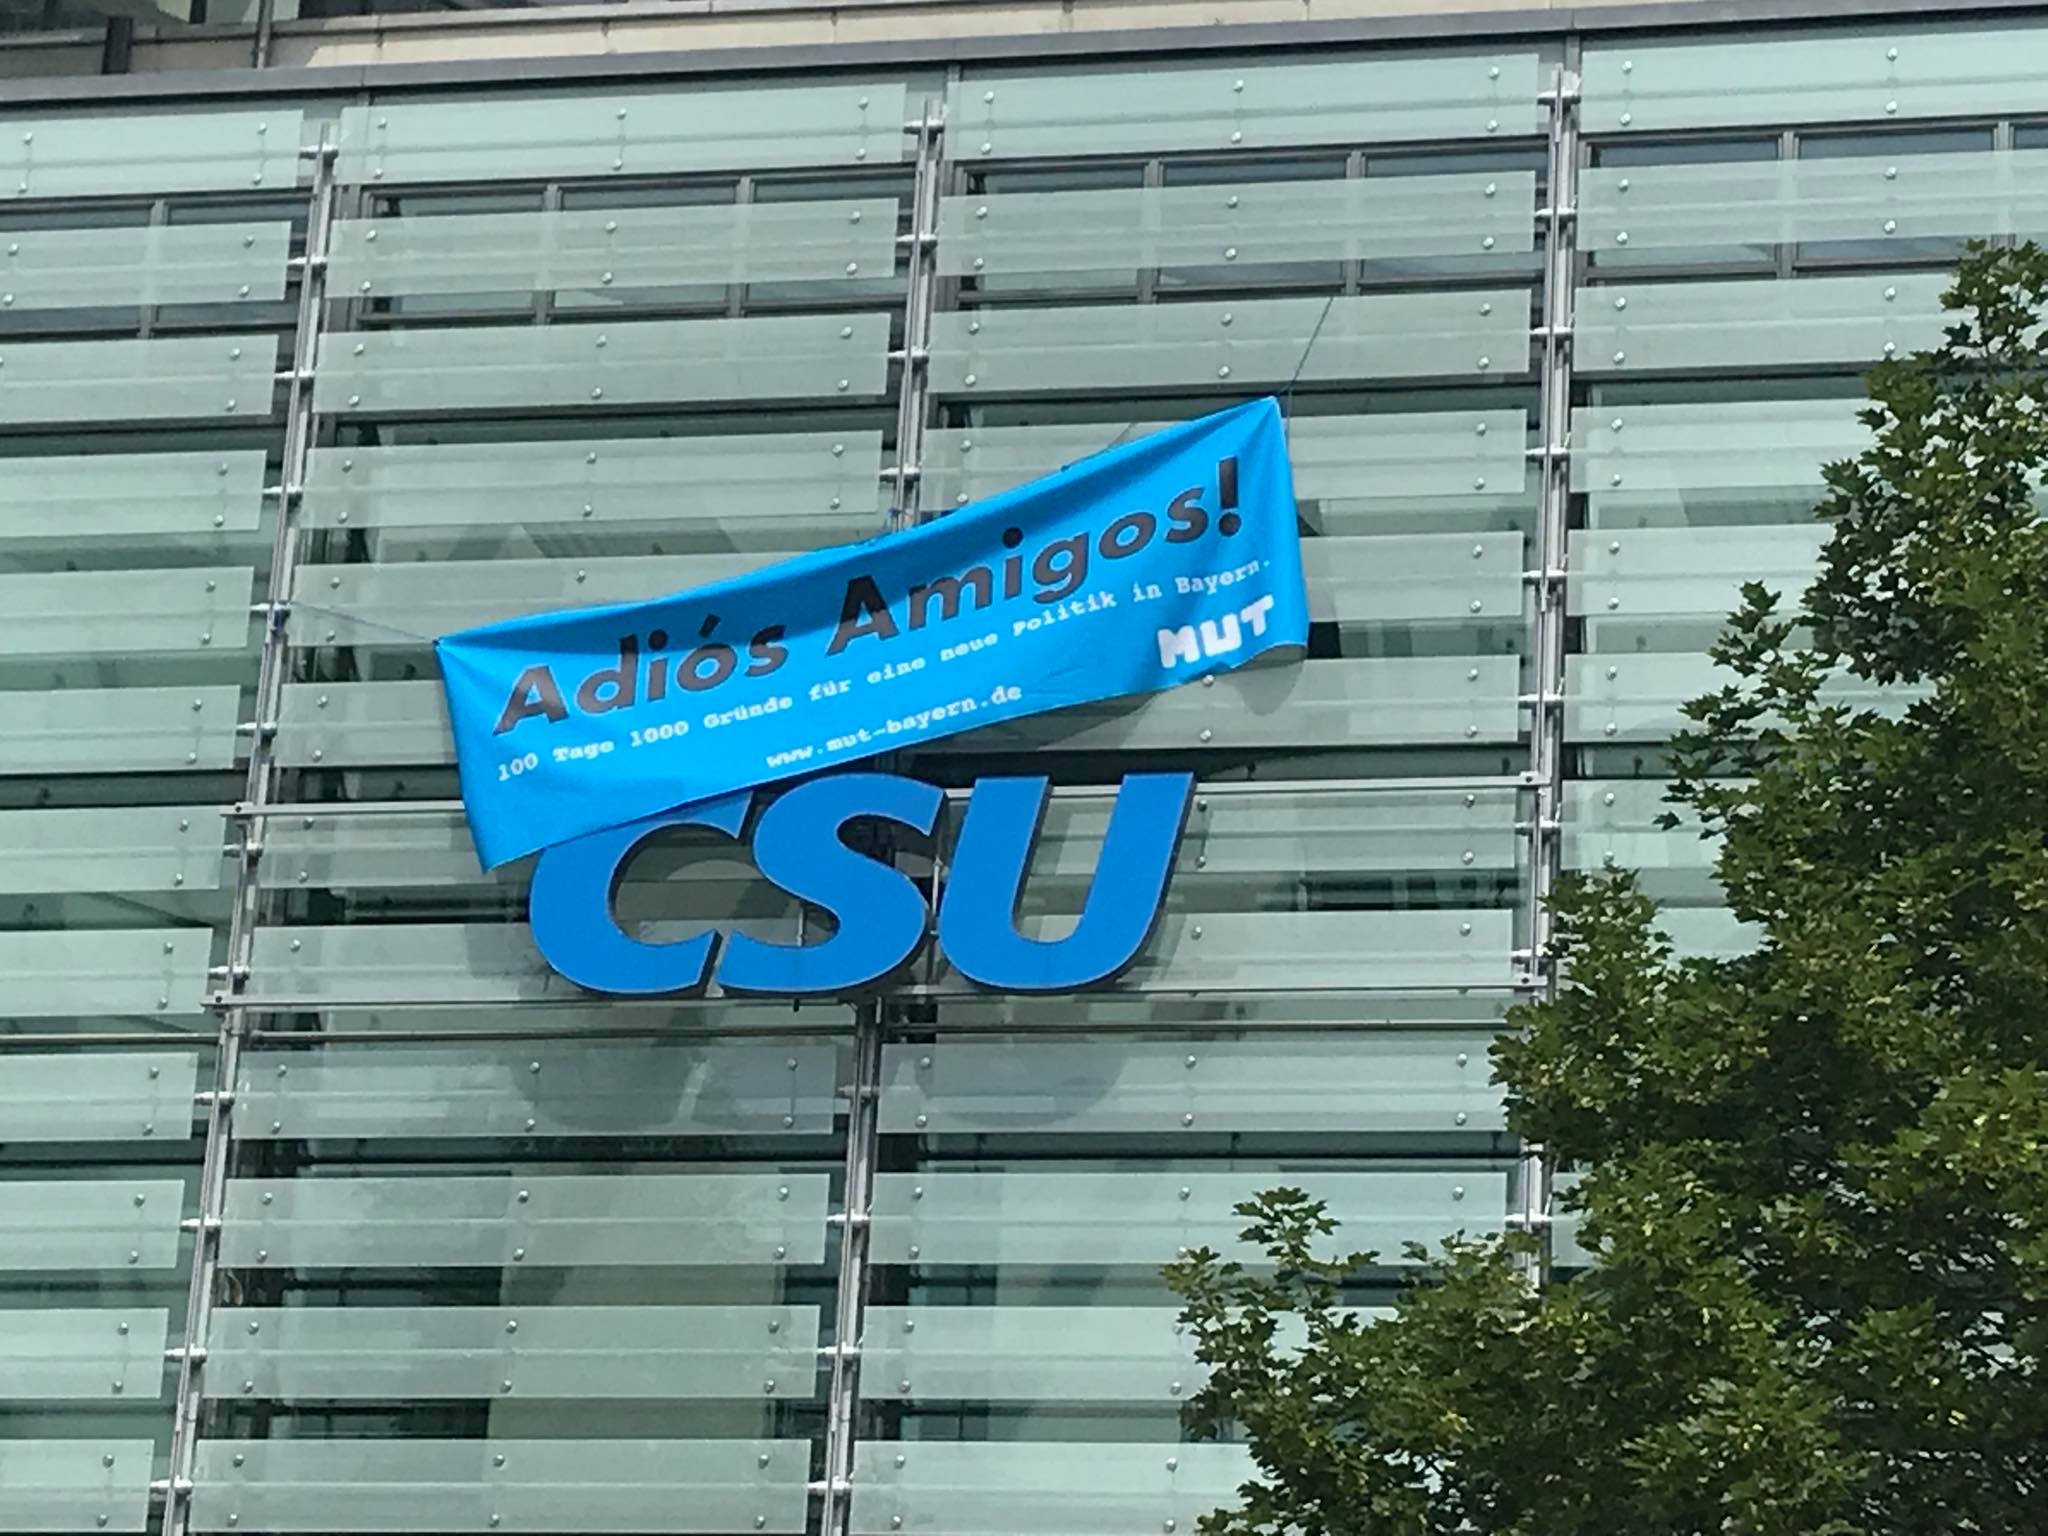 Adiós Amigos!
100 Tage 1000 Gründe für eine neue Politik in Bayern.
www.mut-bayern.de
MUT
CSU